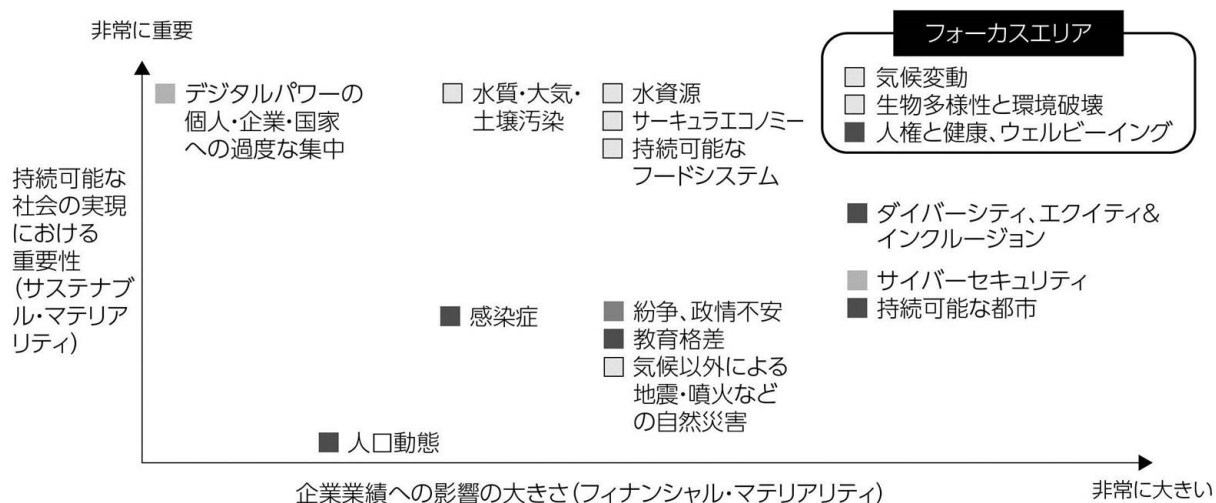 非常に重要
フォーカスエリア
気候変動
生物多様性と環境破壊
人権と健康、ウェルビーイング
デジタルパワーの
個人・企業・国家
への過度な集中
水質・大気・
土壌汚染
水資源
サーキュラエコノミー
持続可能な
フードシステム
持続可能な
社会の実現
における
重要性
(サステナブ
ル・マテリア
リティ)
ダイバーシティ、エクイティ&
インクルージョン
サイバーセキュリティ
持続可能な都市
感染症
紛争、政情不安
教育格差
気候以外による
地震・噴火など
の自然災害
人口動態
企業業績への影響の大きさ(フィナンシャル・マテリアリティ)
非常に大きい